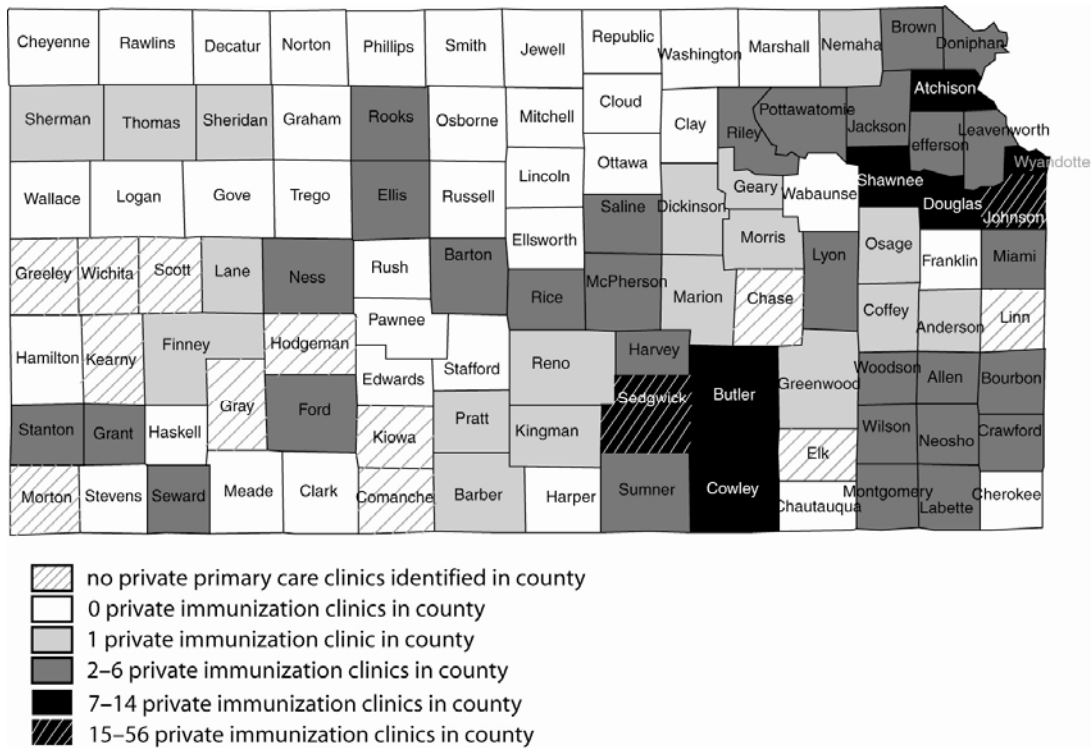 Cheyenne Rawlins Decatur Norton Phillips Smith Jewell Republic Washington Marshall Nemaha Brown Doniphan
Sherman Thomas Sheridan Graham Rooks Osborne Mitchell Cloud Clay Riley Pottawatomie Jackson Atchison efferson Leavenworth Wyandotte
Wallace Logan Gove Trego Ellis Russell Lincoln Ottawa Saline Dickinson Geary Wabaunse Shawnee Douglas Johnson
Greeley Wichita Scott Lane Ness Rush Barton Ellsworth Rice McPherson Marion Morris Chase Lyon Osage Franklin Miami
Hamilton Kearny Finney Hodgeman Pawnee Edwards Stafford Reno Harvey Sedgwick Butler Greenwood Coffey Anderson Linn Woodson Allen Bourbon
Stanton Grant Haskell Gray Ford Kiowa Pratt Kingman Elk Wilson Neosho Crawford
Morton Stevens Seward Meade Clark Comanche Barber Harper Sumner Cowley Chautauqua Montgomery Labette Cherokee
no private primary care clinics identified in county
0 private immunization clinics in county
1 private immunization clinic in county
2–6 private immunization clinics in county
7–14 private immunization clinics in county
15–56 private immunization clinics in county